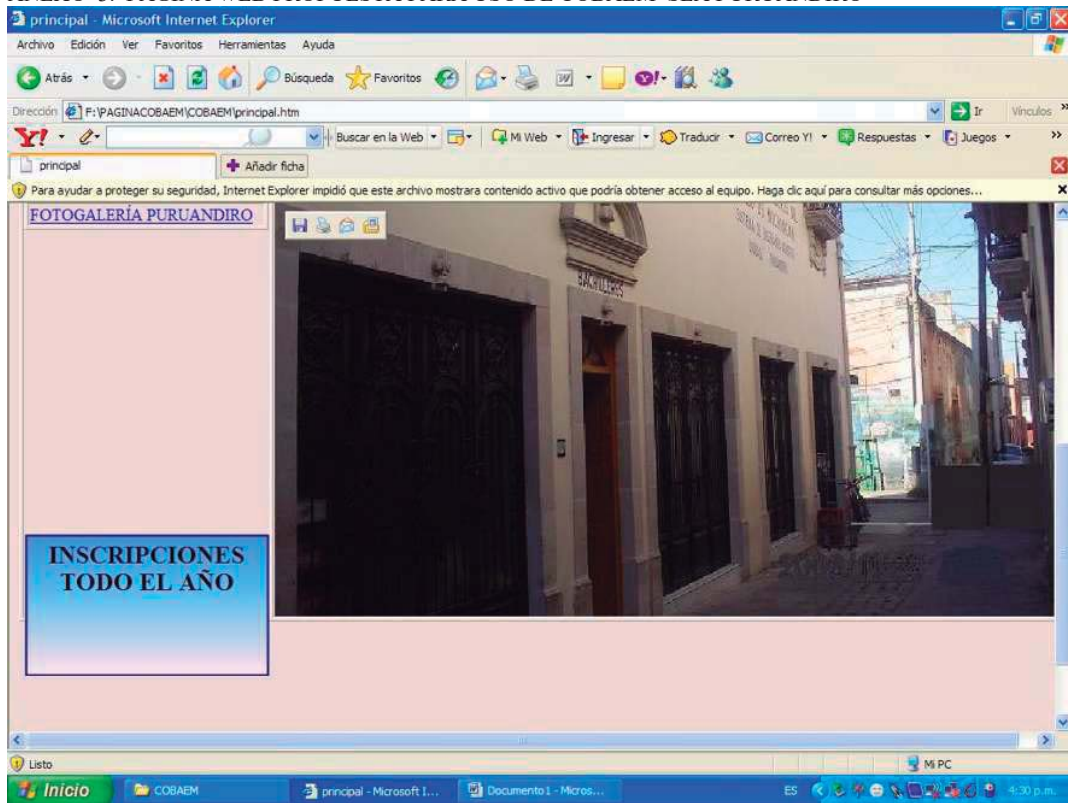 principal - Microsoft Internet Explorer
Archivo Edición Ver Favoritos Herramientas Ayuda
Atrás Búsqueda Favoritos
Dirección F:\PAGINACOBAEM\COBAEM\principal.htm Ir Vínculos »
Y! Buscar en la Web Mi Web Ingresar Traducir Correo Y! Respuestas Juegos »
principal Añadir ficha
Para ayudar a proteger su seguridad, Internet Explorer impidió que este archivo mostrara contenido activo que podría obtener acceso al equipo. Haga clic aquí para consultar más opciones...
FOTOGALERÍA PURUANDIRO
BACHILLERES
INSCRIPCIONES
TODO EL AÑO
Listo Mi PC
Inicio COBAEM principal - Microsoft I... Documento1 - Micros... ES 4:30 p.m.